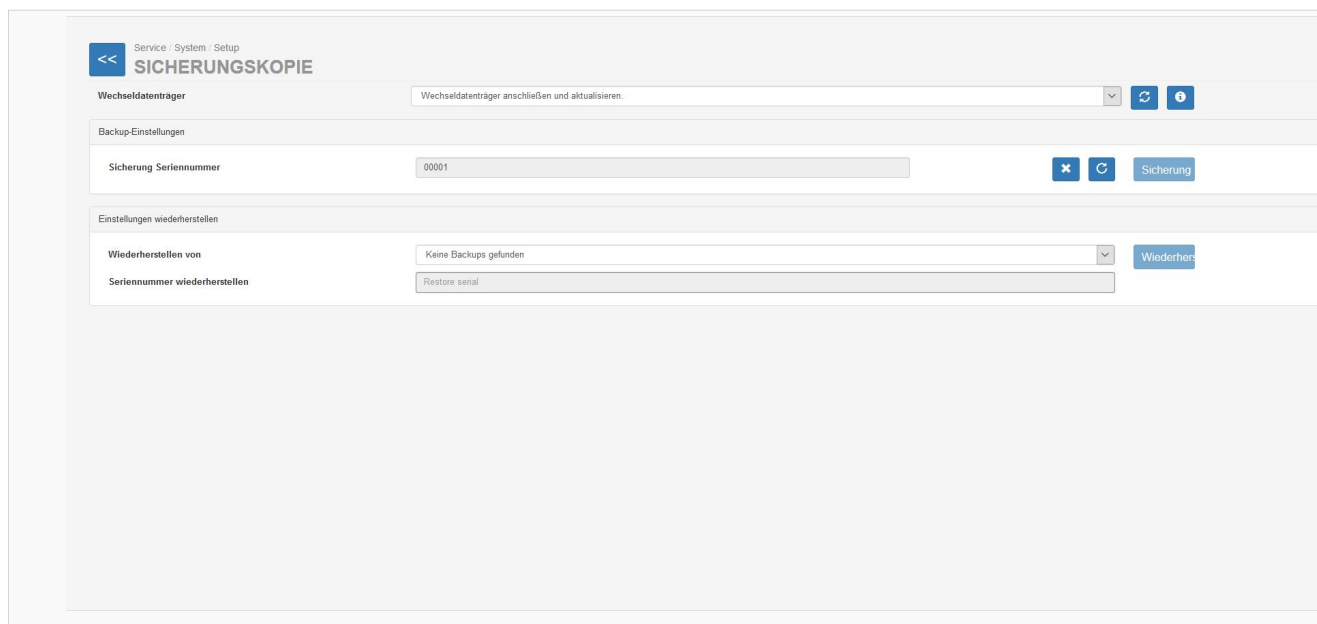 <<
Service / System / Setup
SICHERUNGSKOPIE
Wechseldatenträger
Wechseldatenträger anschließen und aktualisieren.
Backup-Einstellungen
Sicherung Seriennummer
00001
Sicherung
Einstellungen wiederherstellen
Wiederherstellen von
Keine Backups gefunden
Wiederhers
Seriennummer wiederherstellen
Restore serial